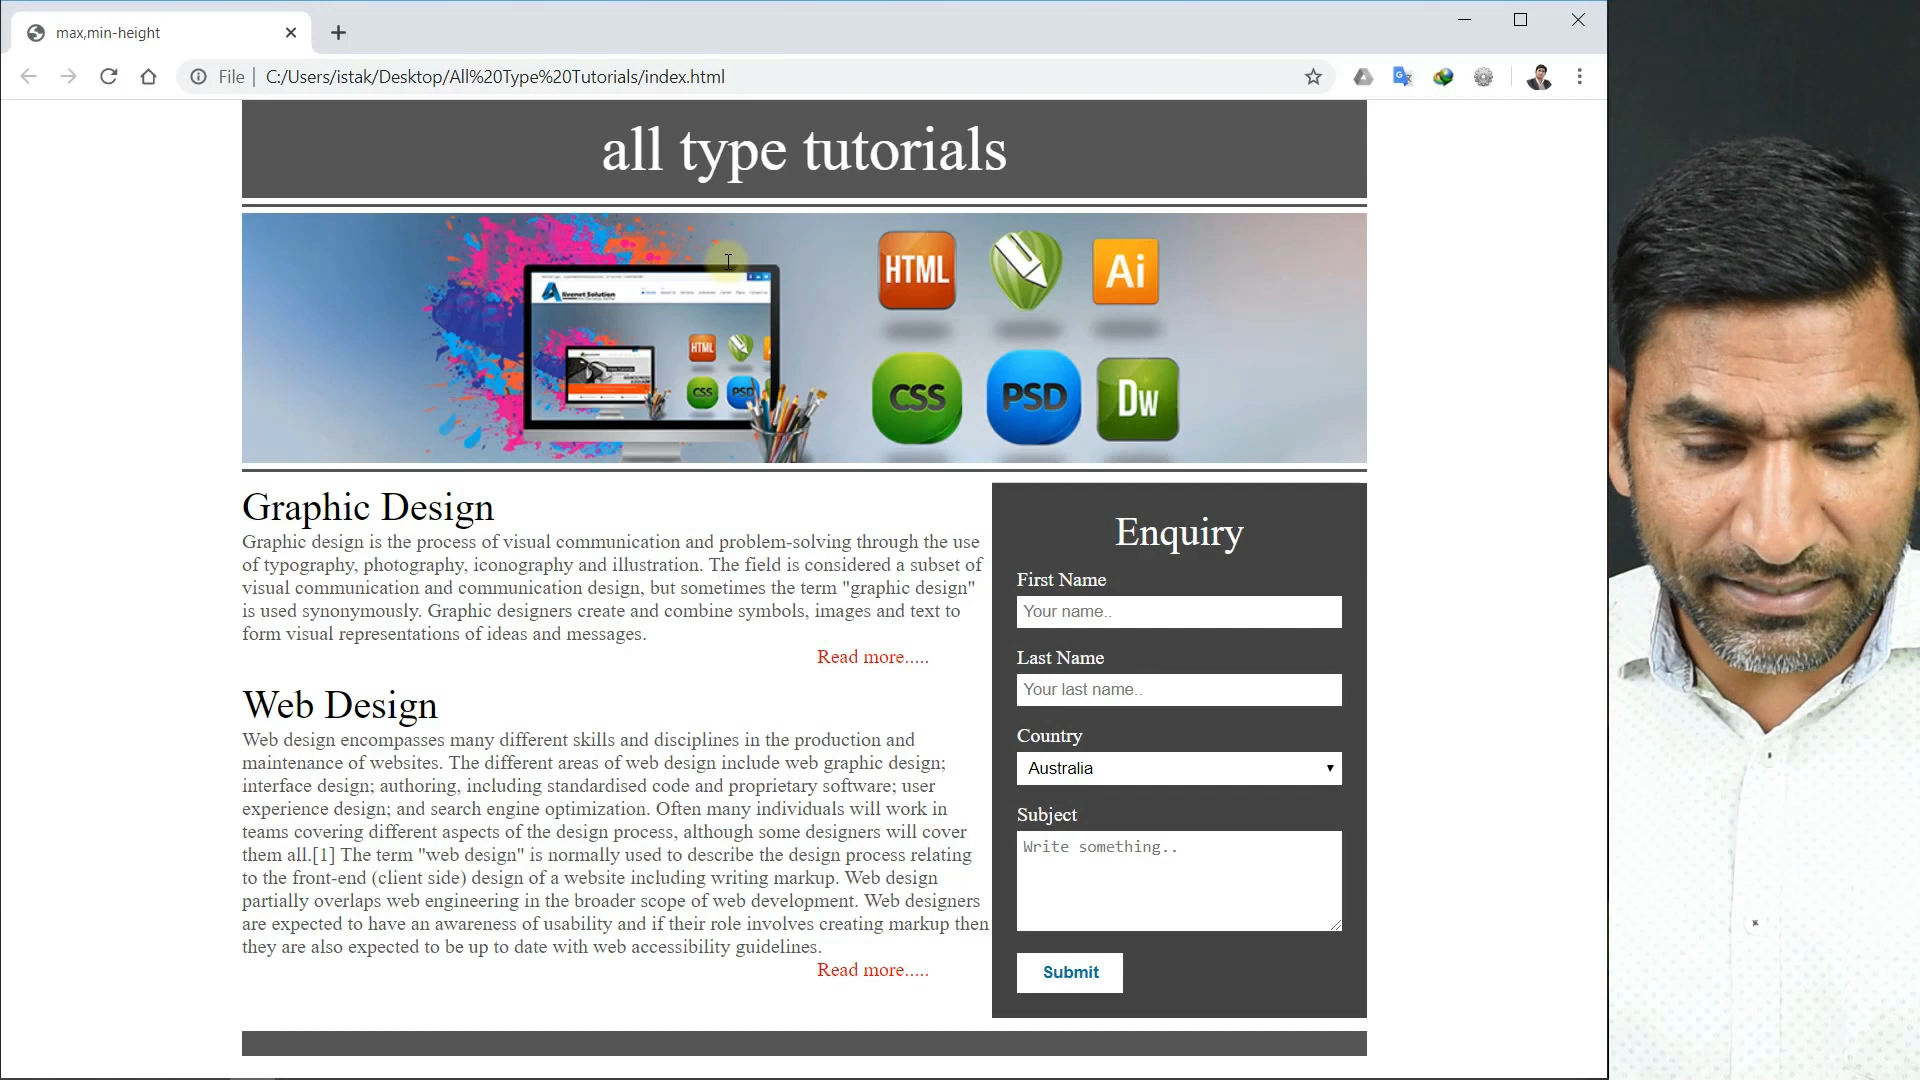 max,min-height
File
C:/Users/istak/Desktop/All%20Type%20Tutorials/index.html
all type tutorials
livenet Solution
HTML
Ai
CSS
PSD
Dw
HTML
CSS
PSD
Graphic Design
Graphic design is the process of visual communication and problem-solving through the use
of typography, photography, iconography and illustration. The field is considered a subset of
visual communication and communication design, but sometimes the term "graphic design"
is used synonymously. Graphic designers create and combine symbols, images and text to
form visual representations of ideas and messages.
Read more.....
Web Design
Web design encompasses many different skills and disciplines in the production and
maintenance of websites. The different areas of web design include web graphic design;
interface design; authoring, including standardised code and proprietary software; user
experience design; and search engine optimization. Often many individuals will work in
teams covering different aspects of the design process, although some designers will cover
them all.[1] The term "web design" is normally used to describe the design process relating
to the front-end (client side) design of a website including writing markup. Web design
partially overlaps web engineering in the broader scope of web development. Web designers
are expected to have an awareness of usability and if their role involves creating markup then
they are also expected to be up to date with web accessibility guidelines.
Read more.....
Enquiry
First Name
Your name..
Last Name
Your last name..
Country
Australia
Subject
Write something..
Submit